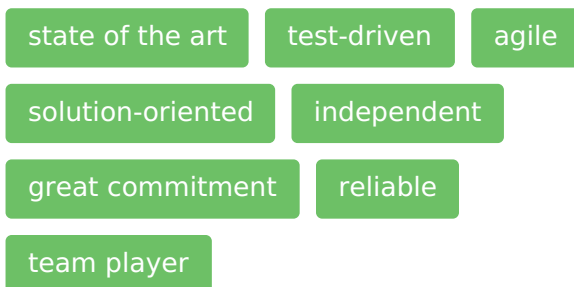 state of the art test-driven agile
solution-oriented independent
great commitment reliable
team player